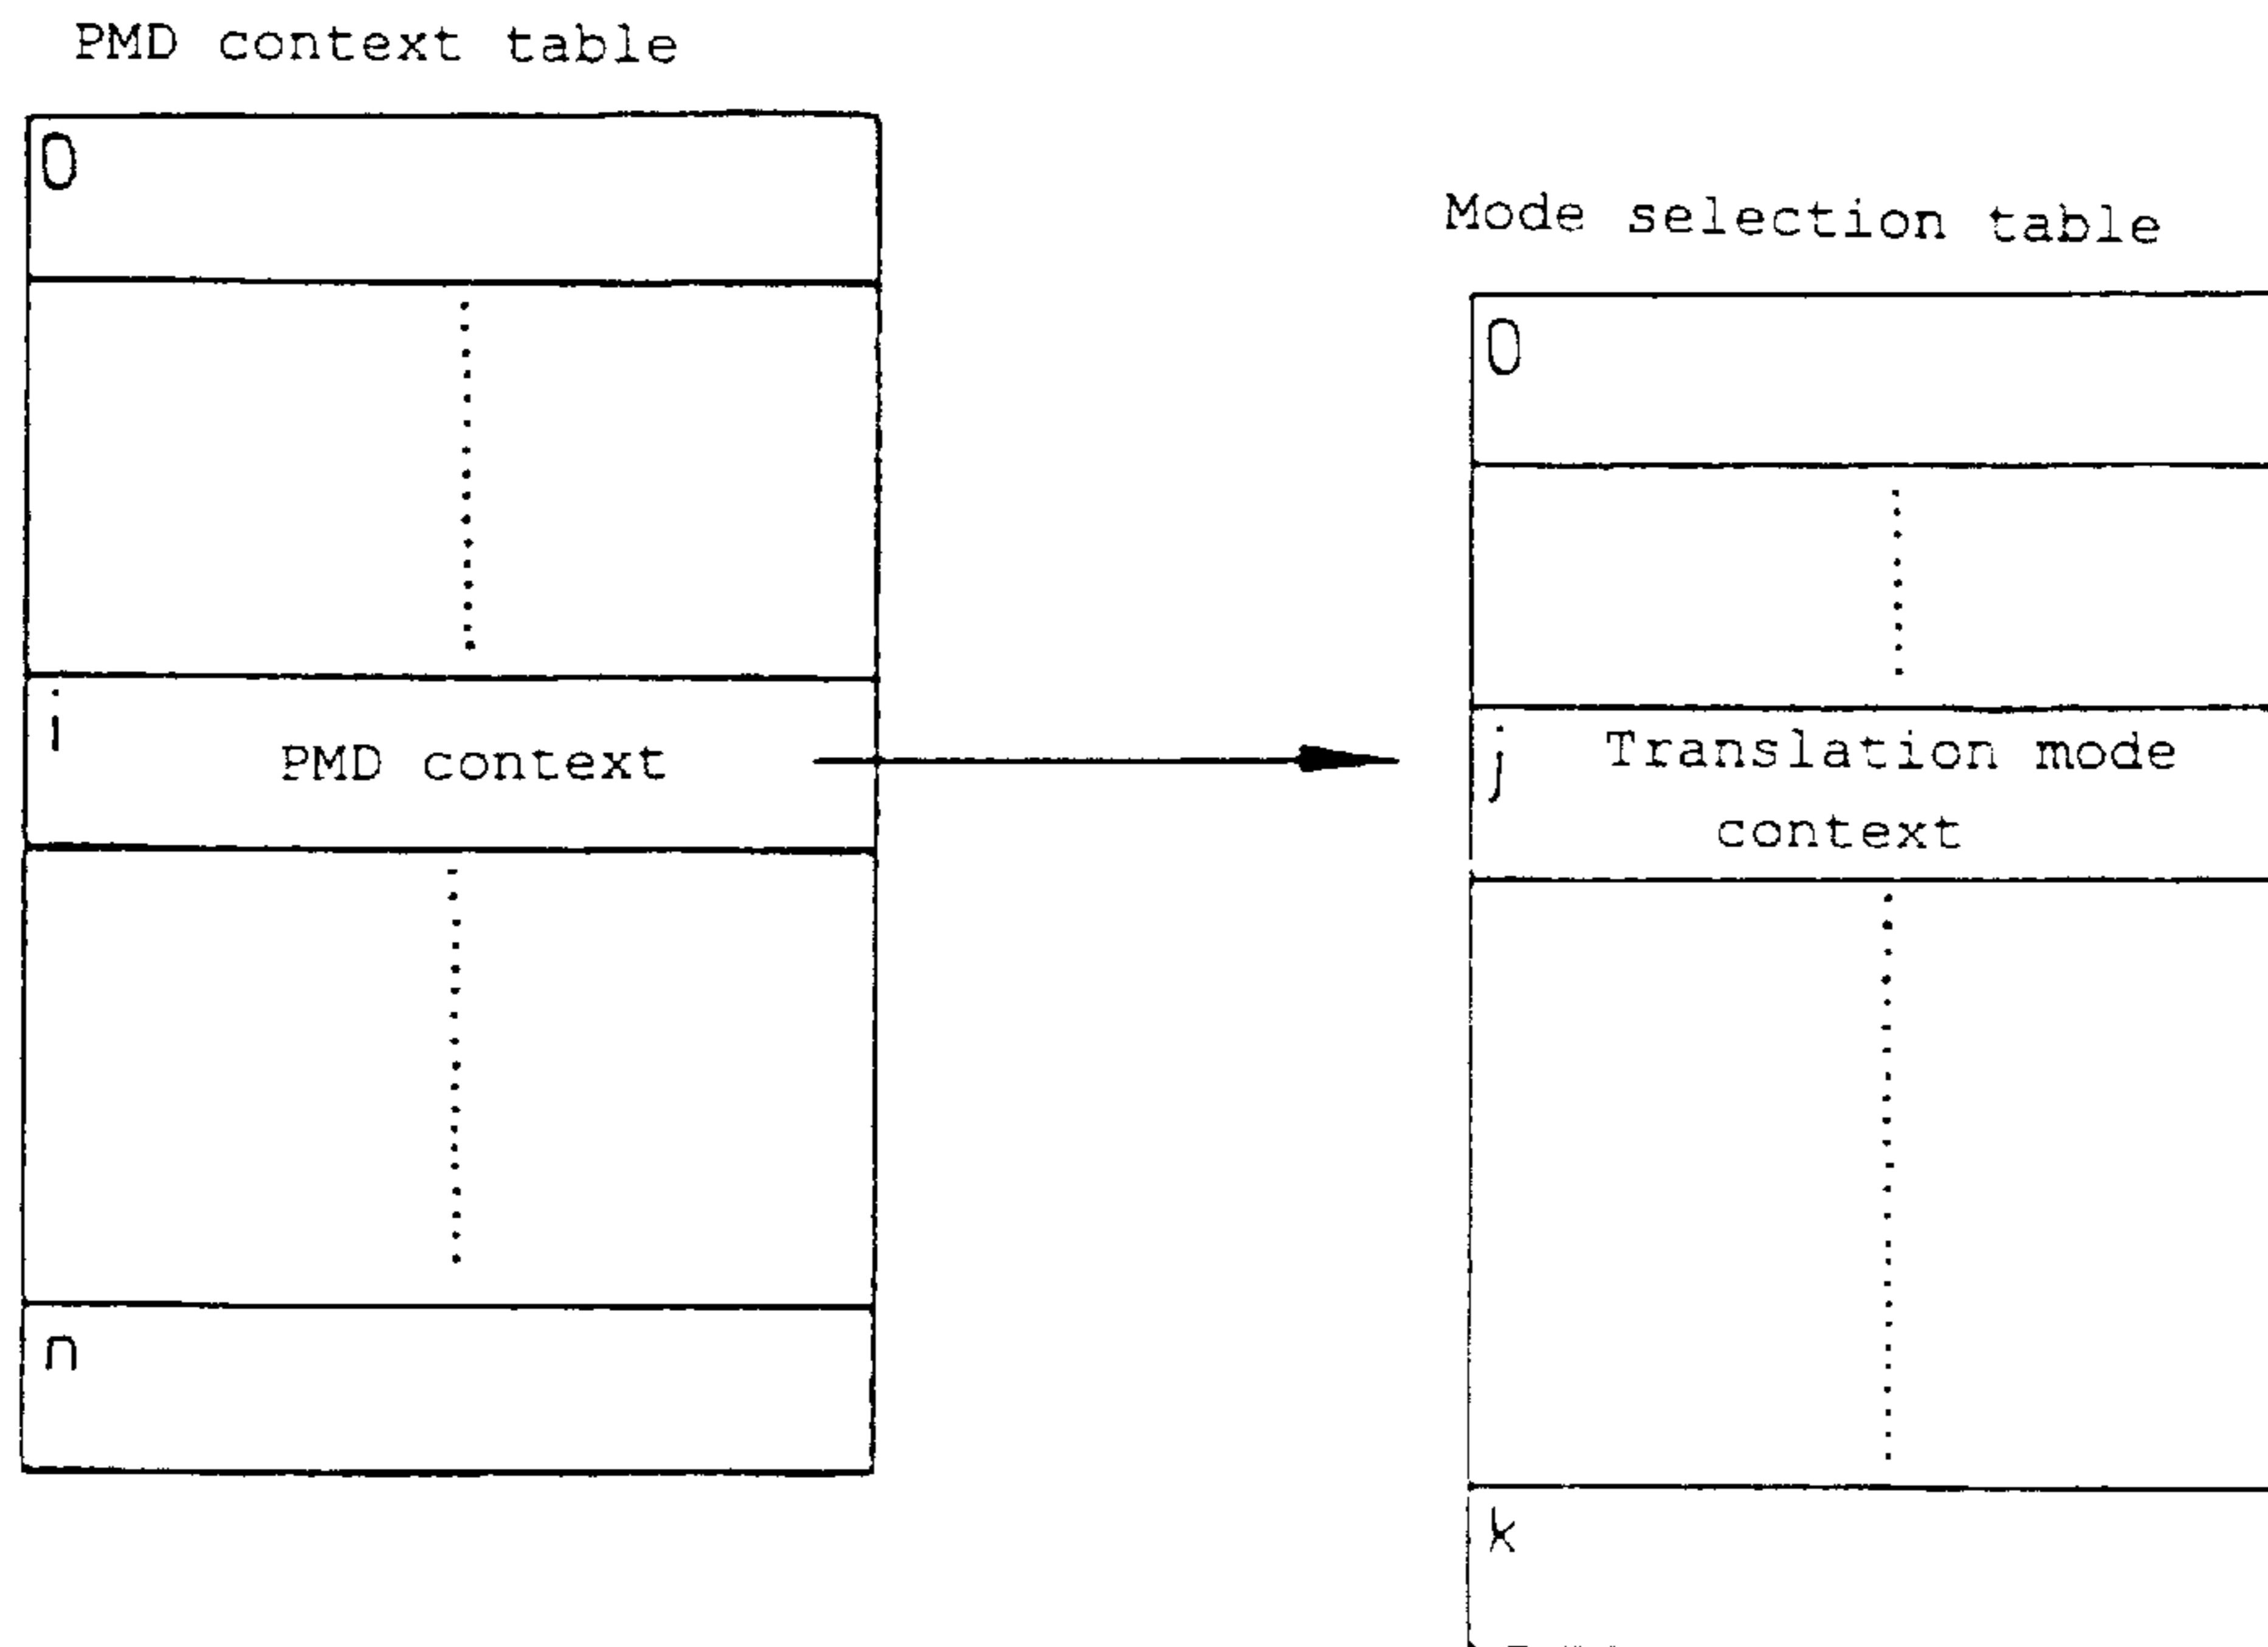 PMD context table
0
i
PMD context
n
Mode selection table
0
j Translation mode
context
k